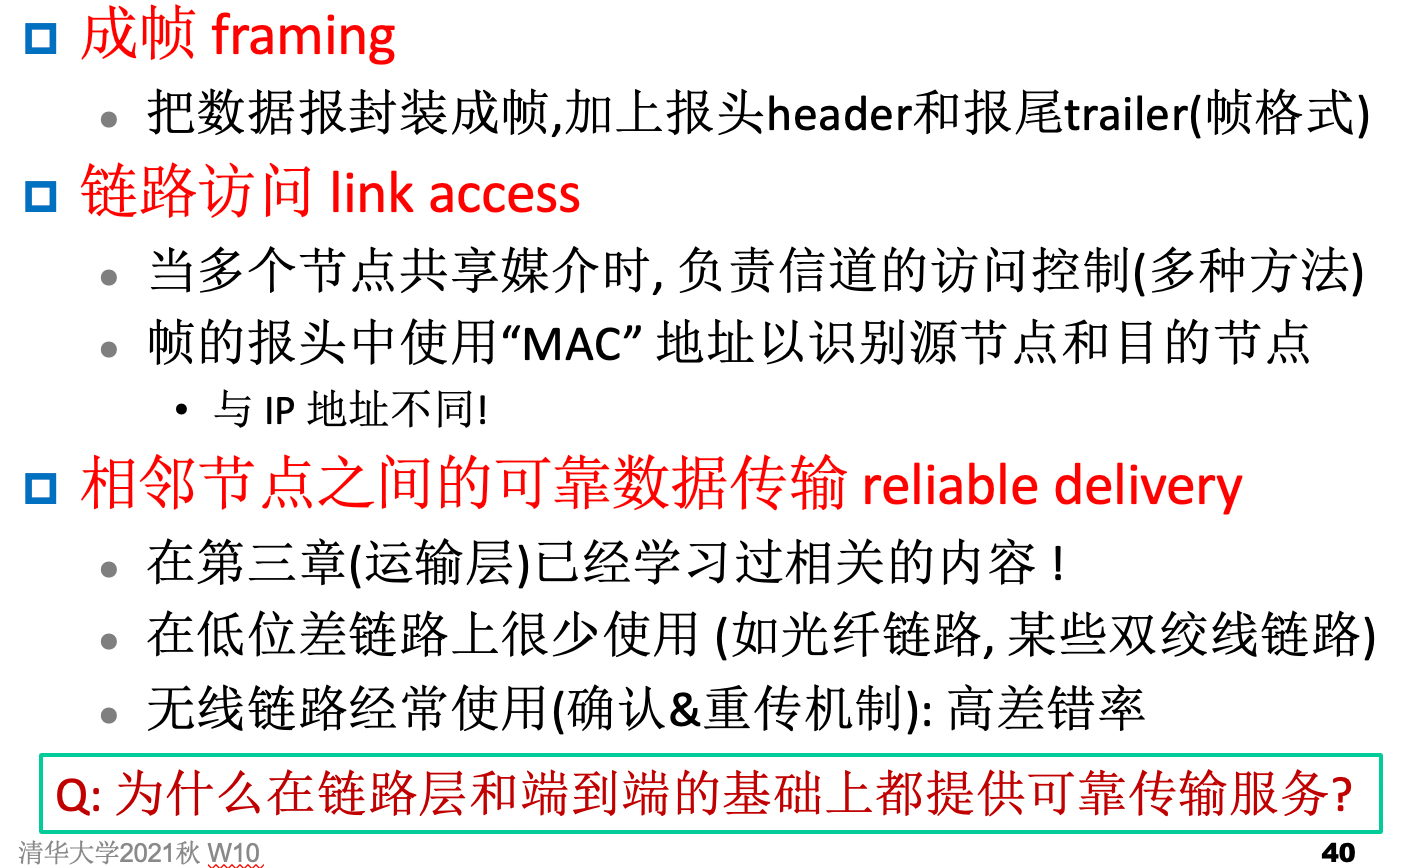 成帧 framing
• 把数据报封装成帧,加上报头header和报尾trailer(帧格式)
链路访问 link access
• 当多个节点共享媒介时, 负责信道的访问控制(多种方法)
• 帧的报头中使用“MAC” 地址以识别源节点和目的节点
• 与 IP 地址不同!
相邻节点之间的可靠数据传输 reliable delivery
• 在第三章(运输层)已经学习过相关的内容 !
• 在低位差链路上很少使用 (如光纤链路, 某些双绞线链路)
• 无线链路经常使用(确认&重传机制): 高差错率
Q: 为什么在链路层和端到端的基础上都提供可靠传输服务?
清华大学2021秋 W10
40